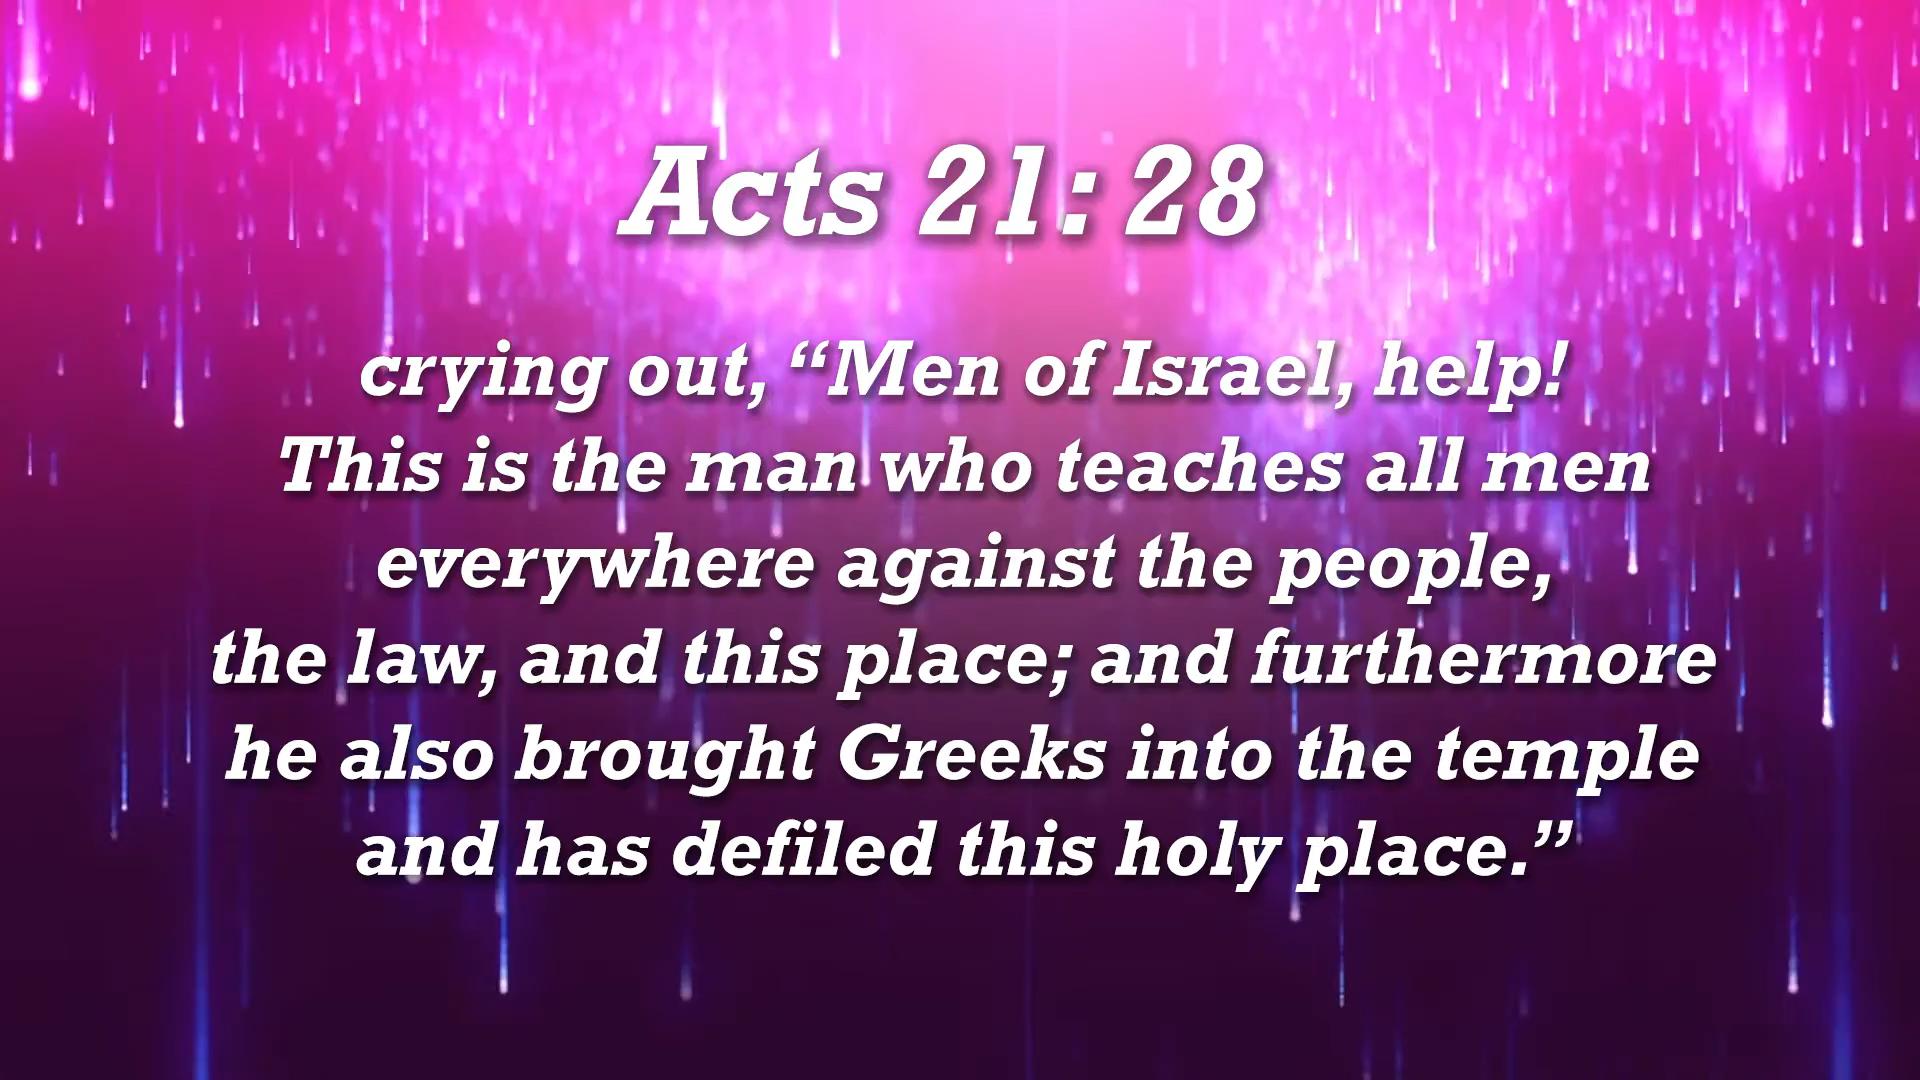 Acts 21: 28
crying out, “Men of Israel, help!
This is the man who teaches all men
everywhere against the people,
the law, and this place; and furthermore
he also brought Greeks into the temple
and has defiled this holy place.”